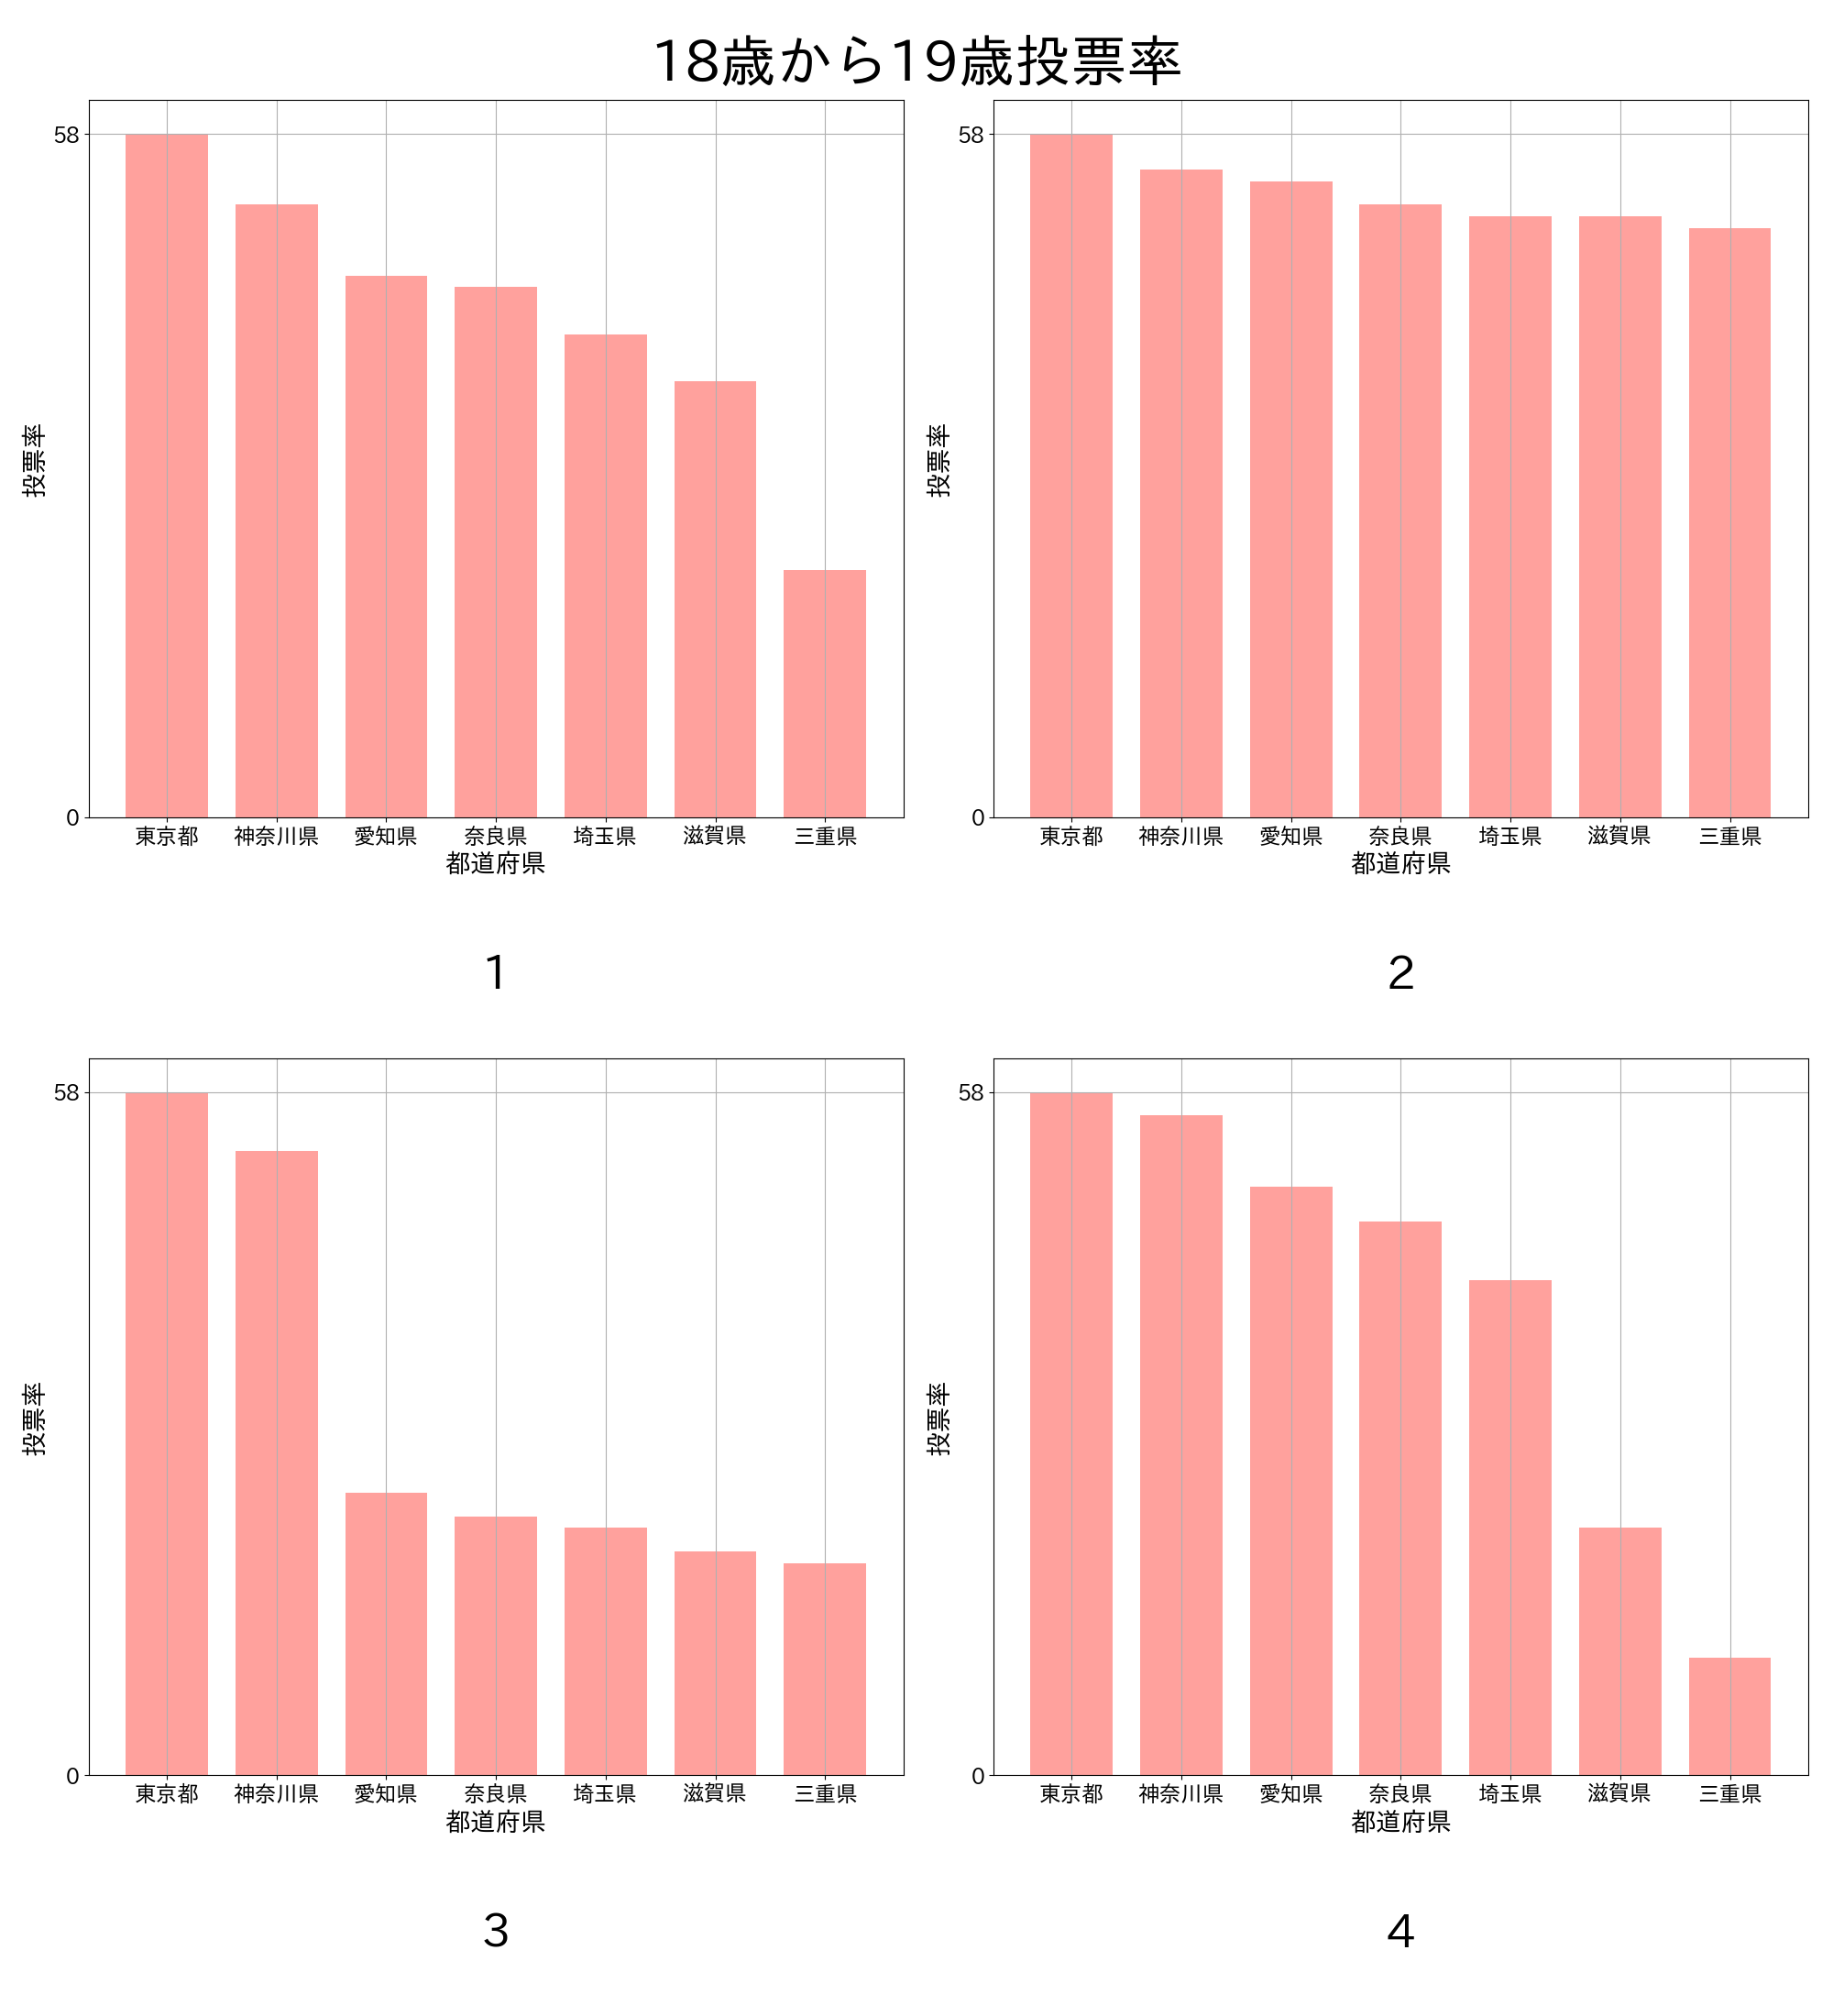 18歳から19歳投票率
58
0
投票率
東京都 神奈川県 愛知県 奈良県 埼玉県 滋賀県 三重県
都道府県
1
58
0
投票率
東京都 神奈川県 愛知県 奈良県 埼玉県 滋賀県 三重県
都道府県
2
58
0
投票率
東京都 神奈川県 愛知県 奈良県 埼玉県 滋賀県 三重県
都道府県
3
58
0
投票率
東京都 神奈川県 愛知県 奈良県 埼玉県 滋賀県 三重県
都道府県
4